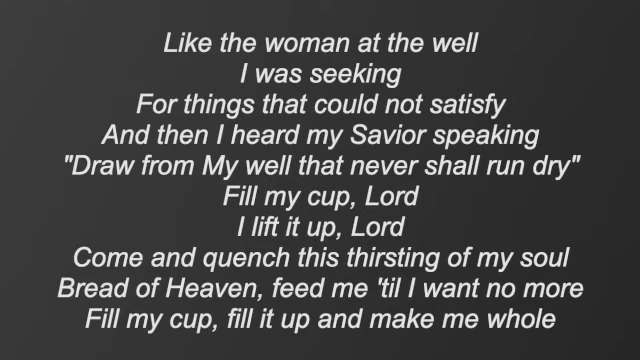 Like the woman at the well
I was seeking
For things that could not satisfy
And then I heard my Savior speaking
"Draw from My well that never shall run dry"
Fill my cup, Lord
I lift it up, Lord
Come and quench this thirsting of my soul
Bread of Heaven, feed me 'til I want no more
Fill my cup, fill it up and make me whole